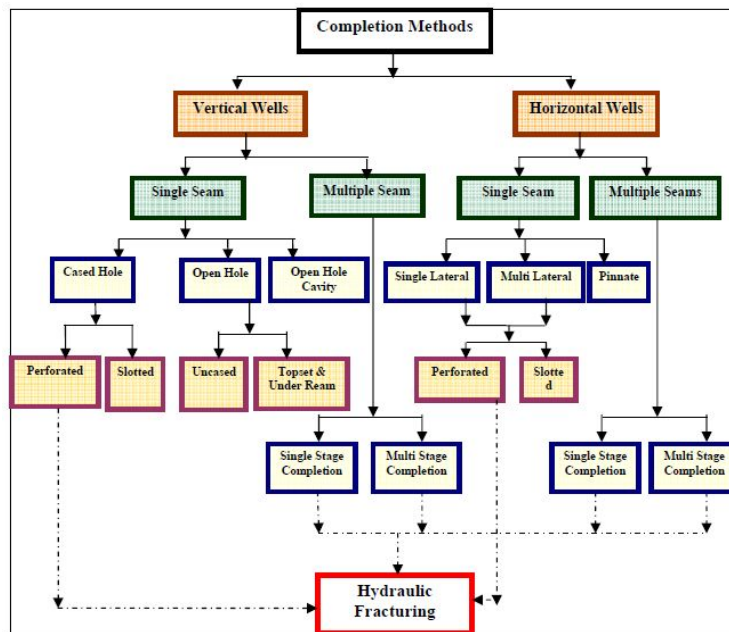 Completion Methods
Vertical Wells
Horizontal Wells
Single Seam
Multiple Seam
Single Seam
Multiple Seams
Cased Hole
Open Hole
Open Hole
Cavity
Single Lateral
Multi Lateral
Pinnate
Perforated
Slotted
Uncased
Topset &
Under Ream
Perforated
Slotte
d
Single Stage
Completion
Multi Stage
Completion
Single Stage
Completion
Multi Stage
Completion
Hydraulic
Fracturing